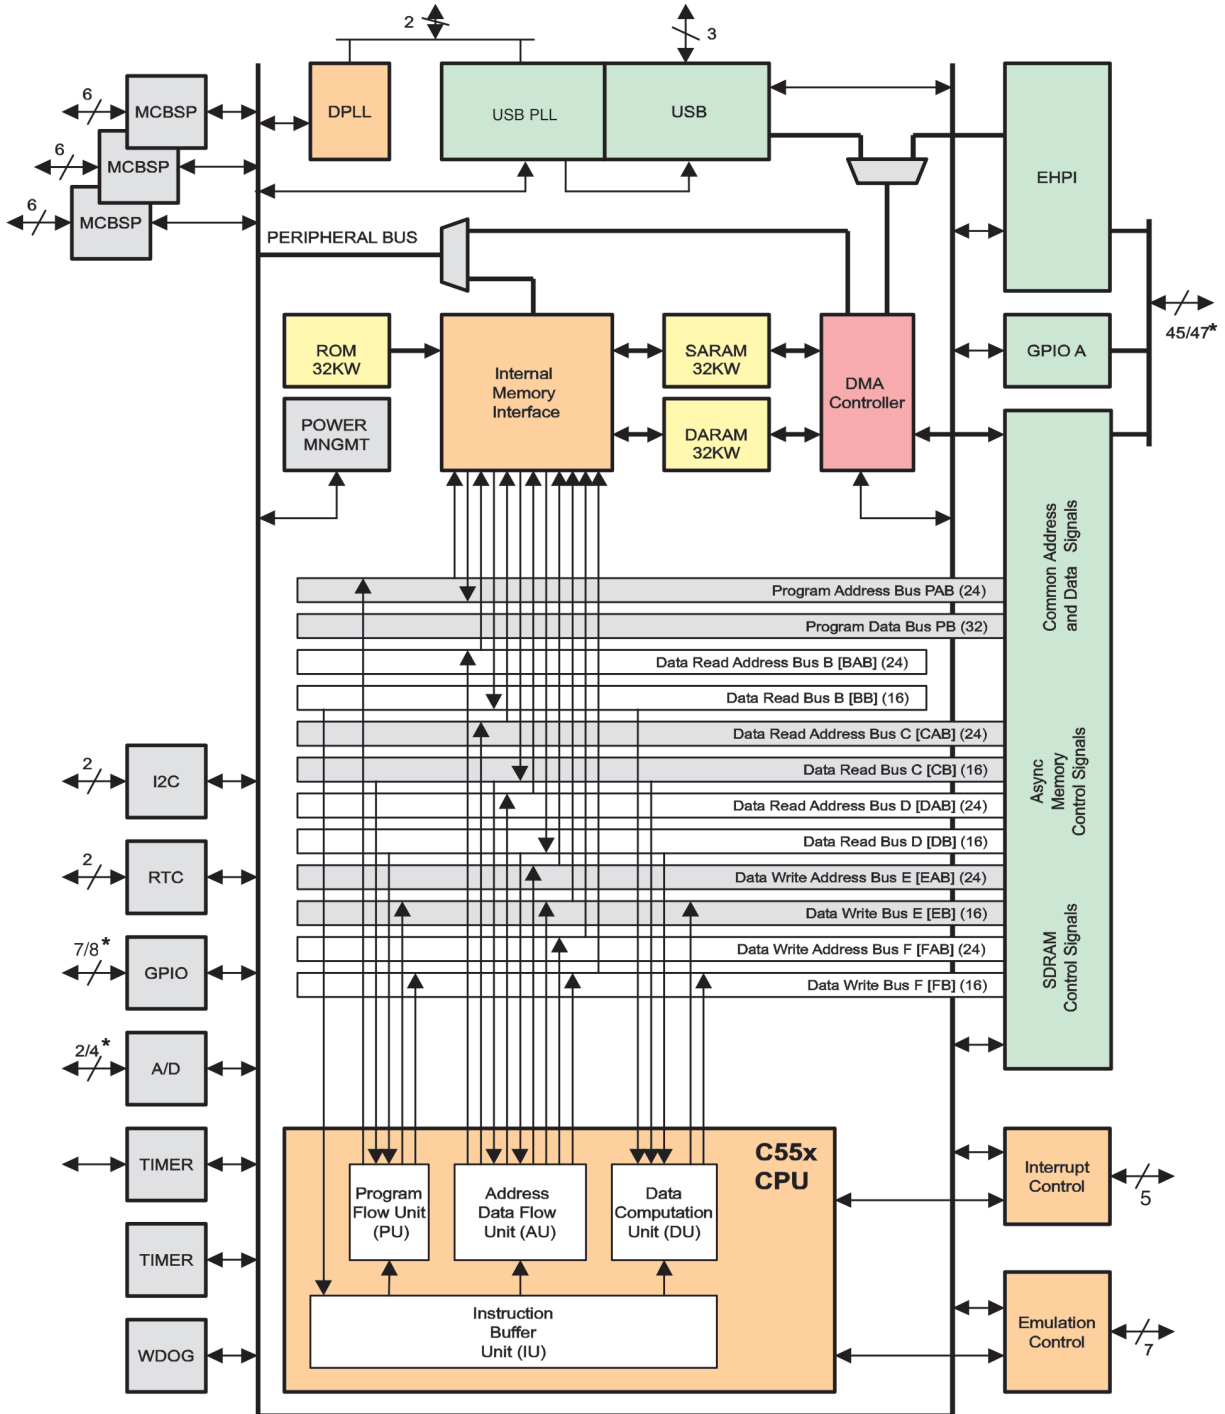 2
3
6
MCBSP
DPLL
USB PLL
USB
6
MCBSP
EHPI
6
MCBSP
PERIPHERAL BUS
45/47*
ROM
32KW
Internal
Memory
Interface
SARAM
32KW
DMA
Controller
GPIO A
POWER
MNGMT
DARAM
32KW
Common Address
and Data Signals
Async
Memory
Control Signals
SDRAM
Control Signals
Program Address Bus PAB (24)
Program Data Bus PB (32)
Data Read Address Bus B [BAB] (24)
Data Read Bus B [BB] (16)
Data Read Address Bus C [CAB] (24)
Data Read Bus C [CB] (16)
Data Read Address Bus D [DAB] (24)
Data Read Bus D [DB] (16)
Data Write Address Bus E [EAB] (24)
Data Write Bus E [EB] (16)
Data Write Address Bus F [FAB] (24)
Data Write Bus F [FB] (16)
2
I2C
2
RTC
7/8*
GPIO
2/4*
A/D
TIMER
TIMER
WDOG
C55x
CPU
Program
Flow Unit
(PU)
Address
Data Flow
Unit (AU)
Data
Computation
Unit (DU)
Instruction
Buffer
Unit (IU)
Interrupt
Control
5
Emulation
Control
7